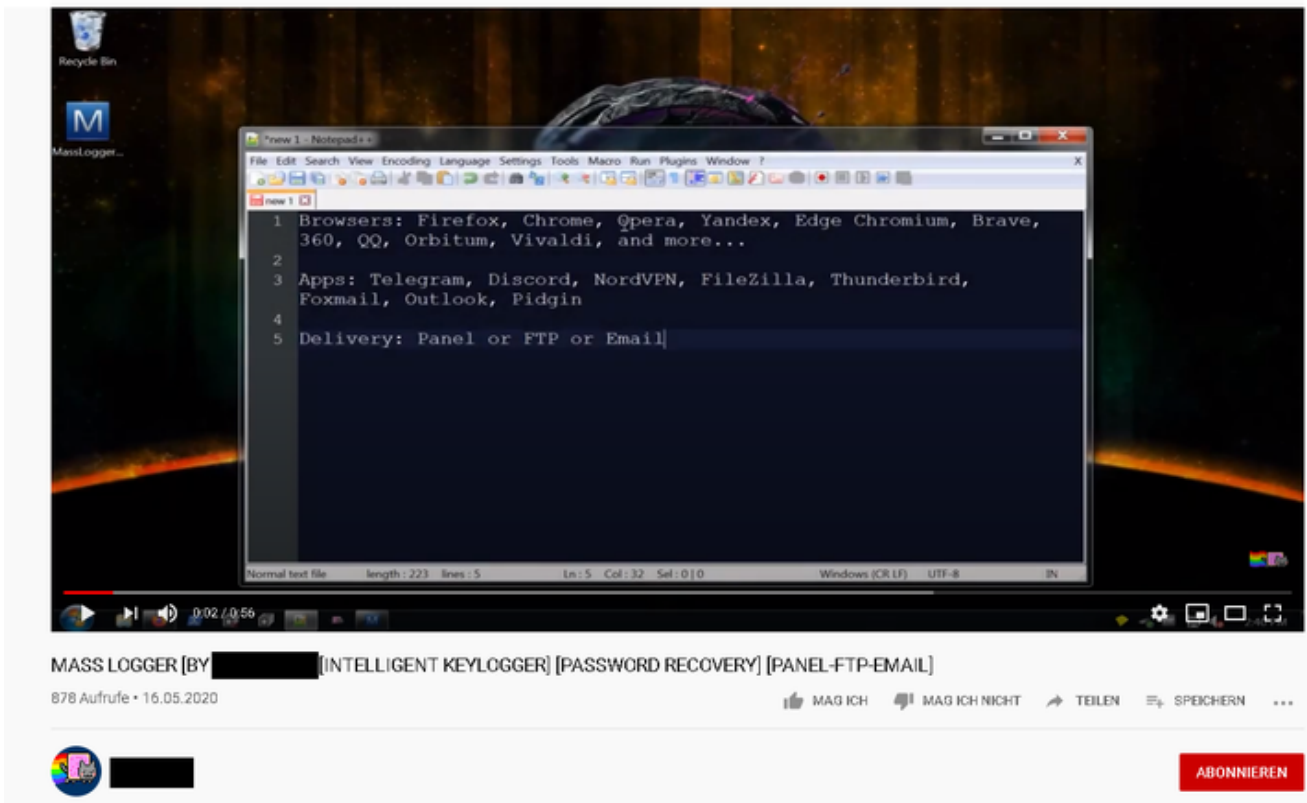 Recycle Bin
MassLogger...
*new 1 - Notepad++
File Edit Search View Encoding Language Settings Tools Macro Run Plugins Window ? X
new 1
1 Browsers: Firefox, Chrome, Opera, Yandex, Edge Chromium, Brave,
360, QQ, Orbitum, Vivaldi, and more...
2
3 Apps: Telegram, Discord, NordVPN, FileZilla, Thunderbird,
Foxmail, Outlook, Pidgin
4
5 Delivery: Panel or FTP or Email
Normal text file length : 223 lines : 5 Ln : 5 Col : 32 Sel : 0 | 0 Windows (CR LF) UTF-8 IN
0:02 / 0:56
MASS LOGGER [BY [INTELLIGENT KEYLOGGER] [PASSWORD RECOVERY] [PANEL-FTP-EMAIL]
878 Aufrufe • 16.05.2020 MAG ICH MAG ICH NICHT TEILEN SPEICHERN ...
ABONNIEREN